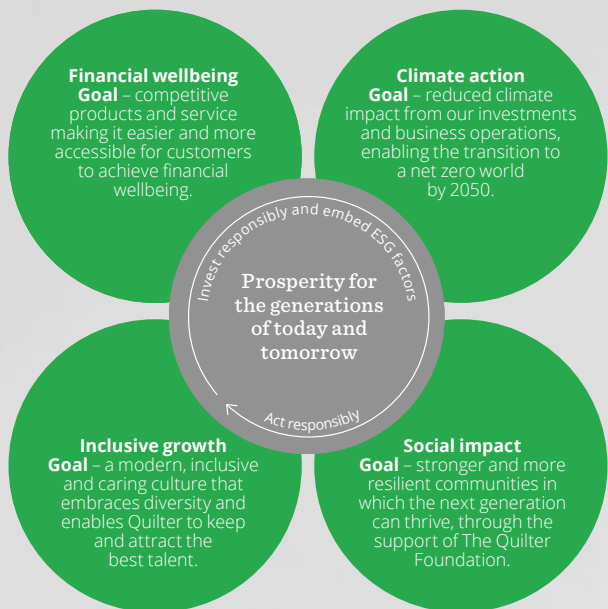 Financial wellbeing
Goal – competitive
products and service
making it easier and more
accessible for customers
to achieve financial
wellbeing.
Climate action
Goal – reduced climate
impact from our investments
and business operations,
enabling the transition to
a net zero world
by 2050.
Invest responsibly and embed ESG factors
Prosperity for
the generations
of today and
tomorrow
Act responsibly
Inclusive growth
Goal – a modern, inclusive
and caring culture that
embraces diversity and
enables Quilter to keep
and attract the
best talent.
Social impact
Goal – stronger and more
resilient communities in
which the next generation
can thrive, through the
support of The Quilter
Foundation.